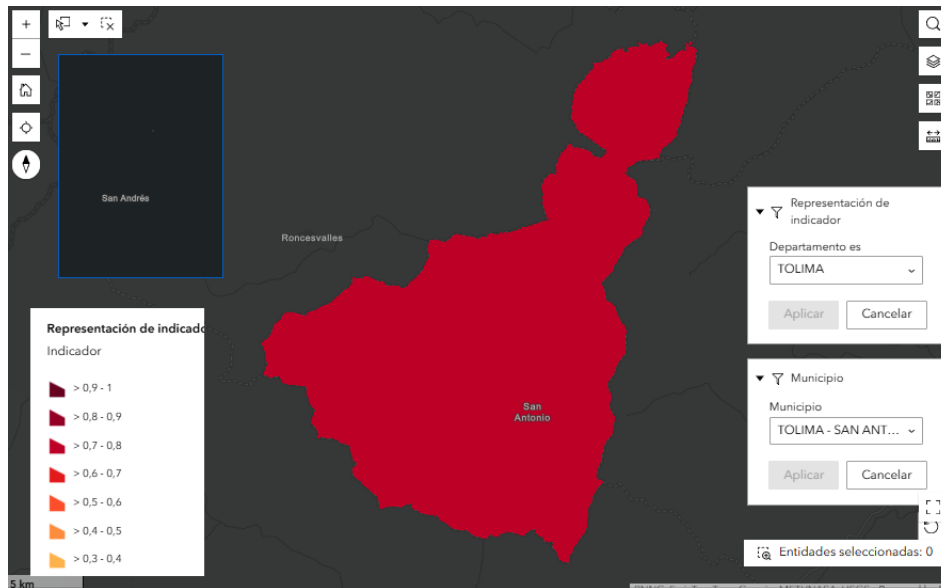 San Andrés
Roncesvalles
San
Antonio
Representación de
indicador
Departamento es
TOLIMA
Aplicar
Cancelar
Municipio
Municipio
TOLIMA - SAN ANT...
Aplicar
Cancelar
Entidades seleccionadas: 0
Representación de indicado
Indicador
> 0,9 - 1
> 0,8 - 0,9
> 0,7 - 0,8
> 0,6 - 0,7
> 0,5 - 0,6
> 0,4 - 0,5
> 0,3 - 0,4
5 km